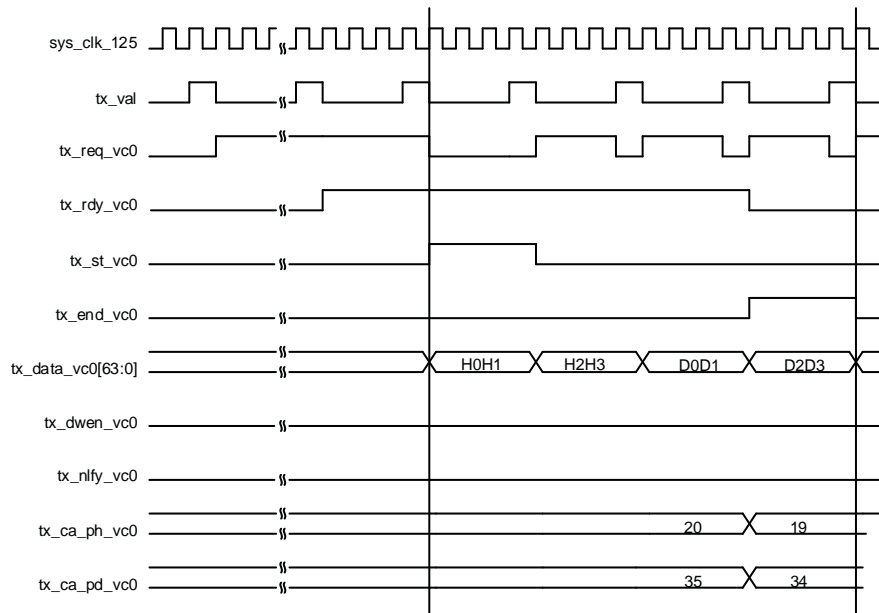 sys_clk_125
tx_val
tx_req_vc0
tx_rdy_vc0
tx_st_vc0
tx_end_vc0
tx_data_vc0[63:0] H0H1 H2H3 D0D1 D2D3
tx_dwen_vc0
tx_nlfy_vc0
tx_ca_ph_vc0 20 19
tx_ca_pd_vc0 35 34